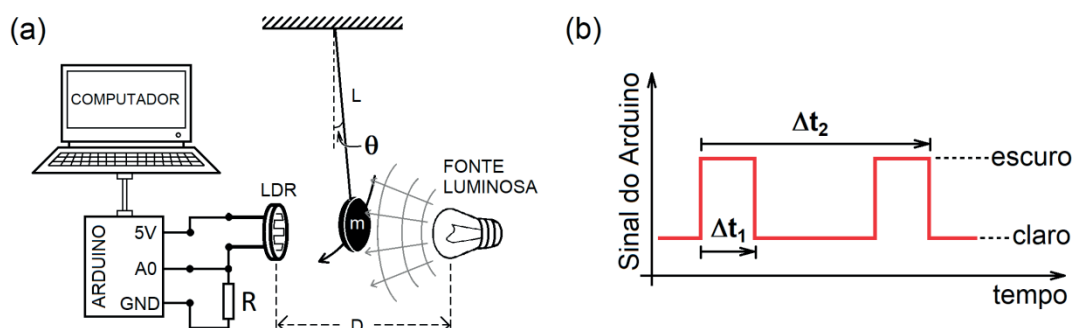 (a)
COMPUTADOR
L
θ
LDR
m
FONTE
LUMINOSA
ARDUINO
5V
A0
GND
R
D
(b)
Sinal do Arduino
Δt₂
Δt₁
escuro
claro
tempo